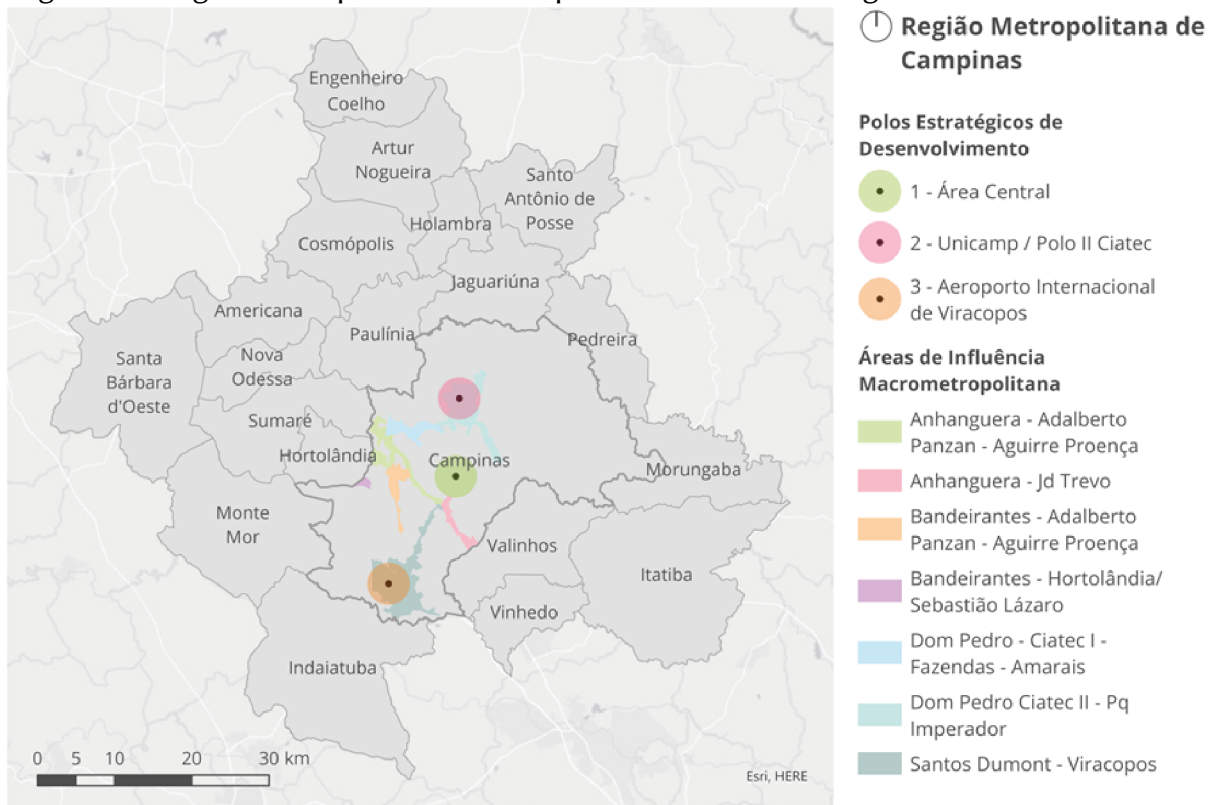 Região Metropolitana de
Campinas
Polos Estratégicos de
Desenvolvimento
1 - Área Central
2 - Unicamp / Polo II Ciatec
3 - Aeroporto Internacional
de Viracopos
Áreas de Influência
Macrometropolitana
Anhanguera - Adalberto
Panzan - Aguirre Proença
Anhanguera - Jd Trevo
Bandeirantes - Adalberto
Panzan - Aguirre Proença
Bandeirantes - Hortolândia/
Sebastião Lázaro
Dom Pedro - Ciatec I -
Fazendas - Amarais
Dom Pedro Ciatec II - Pq
Imperador
Santos Dumont - Viracopos
Engenheiro
Coelho
Artur
Nogueira
Santo
Antônio de
Posse
Holambra
Cosmópolis
Jaguariúna
Americana
Paulínia
Pedreira
Nova
Odessa
Santa
Bárbara
d'Oeste
Sumaré
Hortolândia
Campinas
Morungaba
Monte
Mor
Valinhos
Itatiba
Vinhedo
Indaiatuba
0 5 10 20 30 km
Esri, HERE